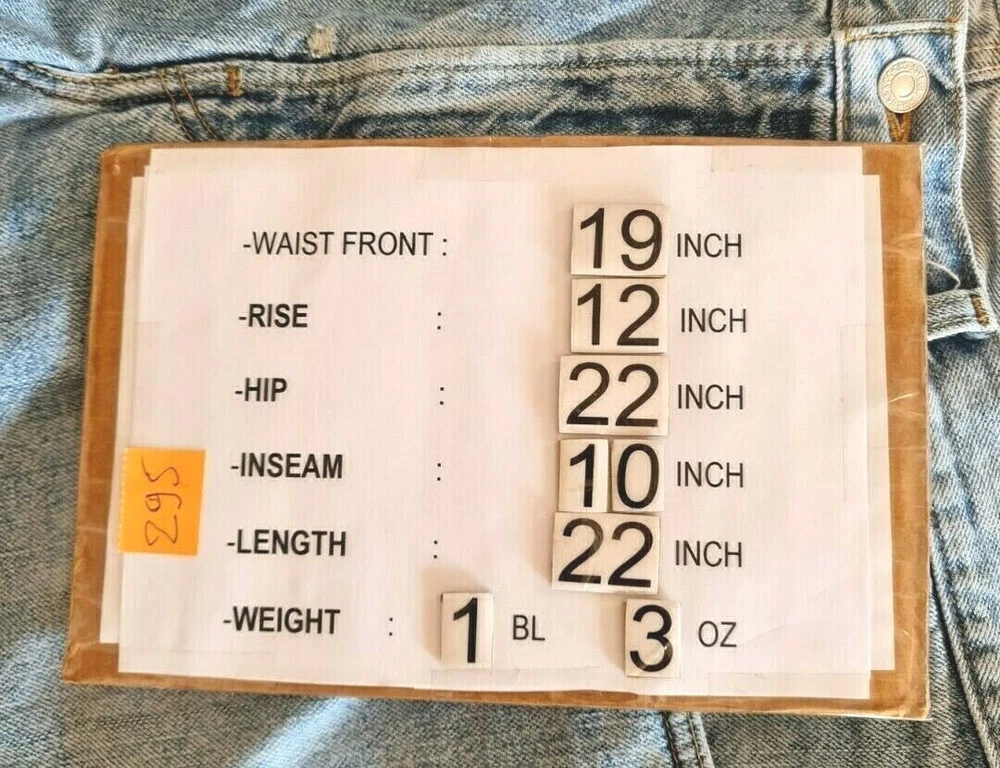 -WAIST FRONT : 19 INCH
-RISE : 12 INCH
-HIP : 22 INCH
-INSEAM : 10 INCH
-LENGTH : 22 INCH
-WEIGHT : 1 BL 3 OZ
295